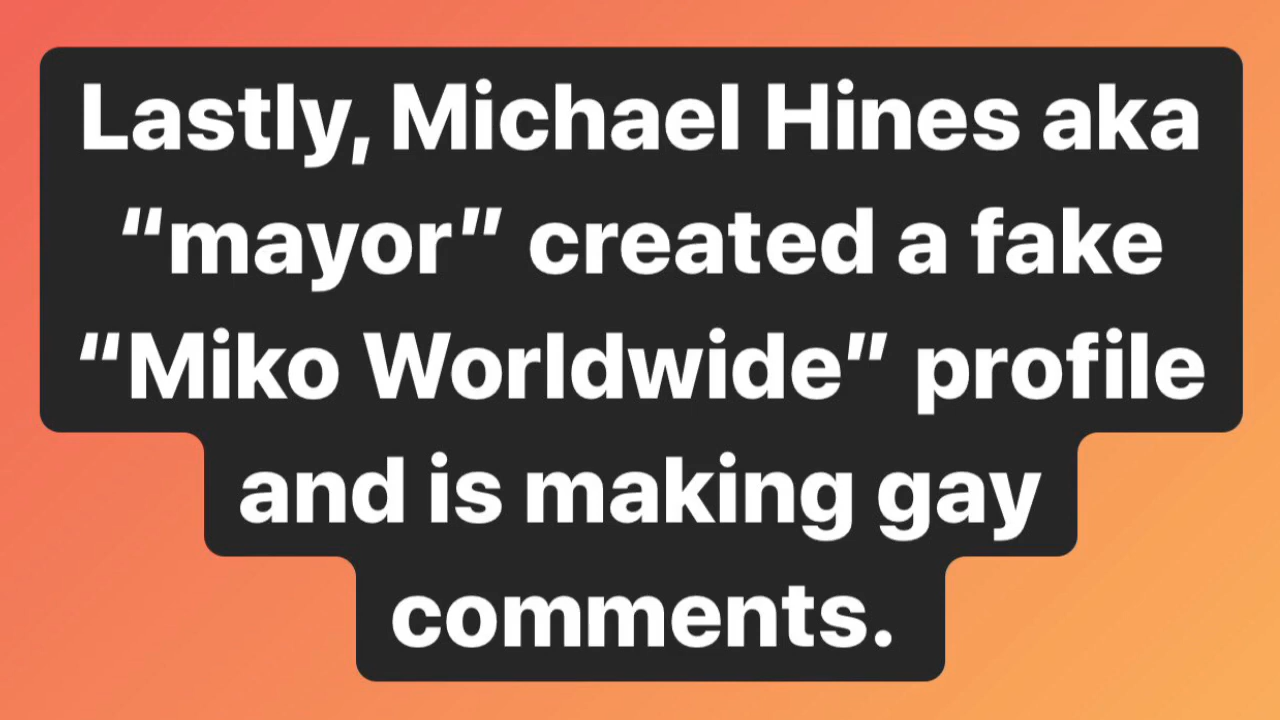 Lastly, Michael Hines aka
“mayor” created a fake
“Miko Worldwide” profile
and is making gay
comments.